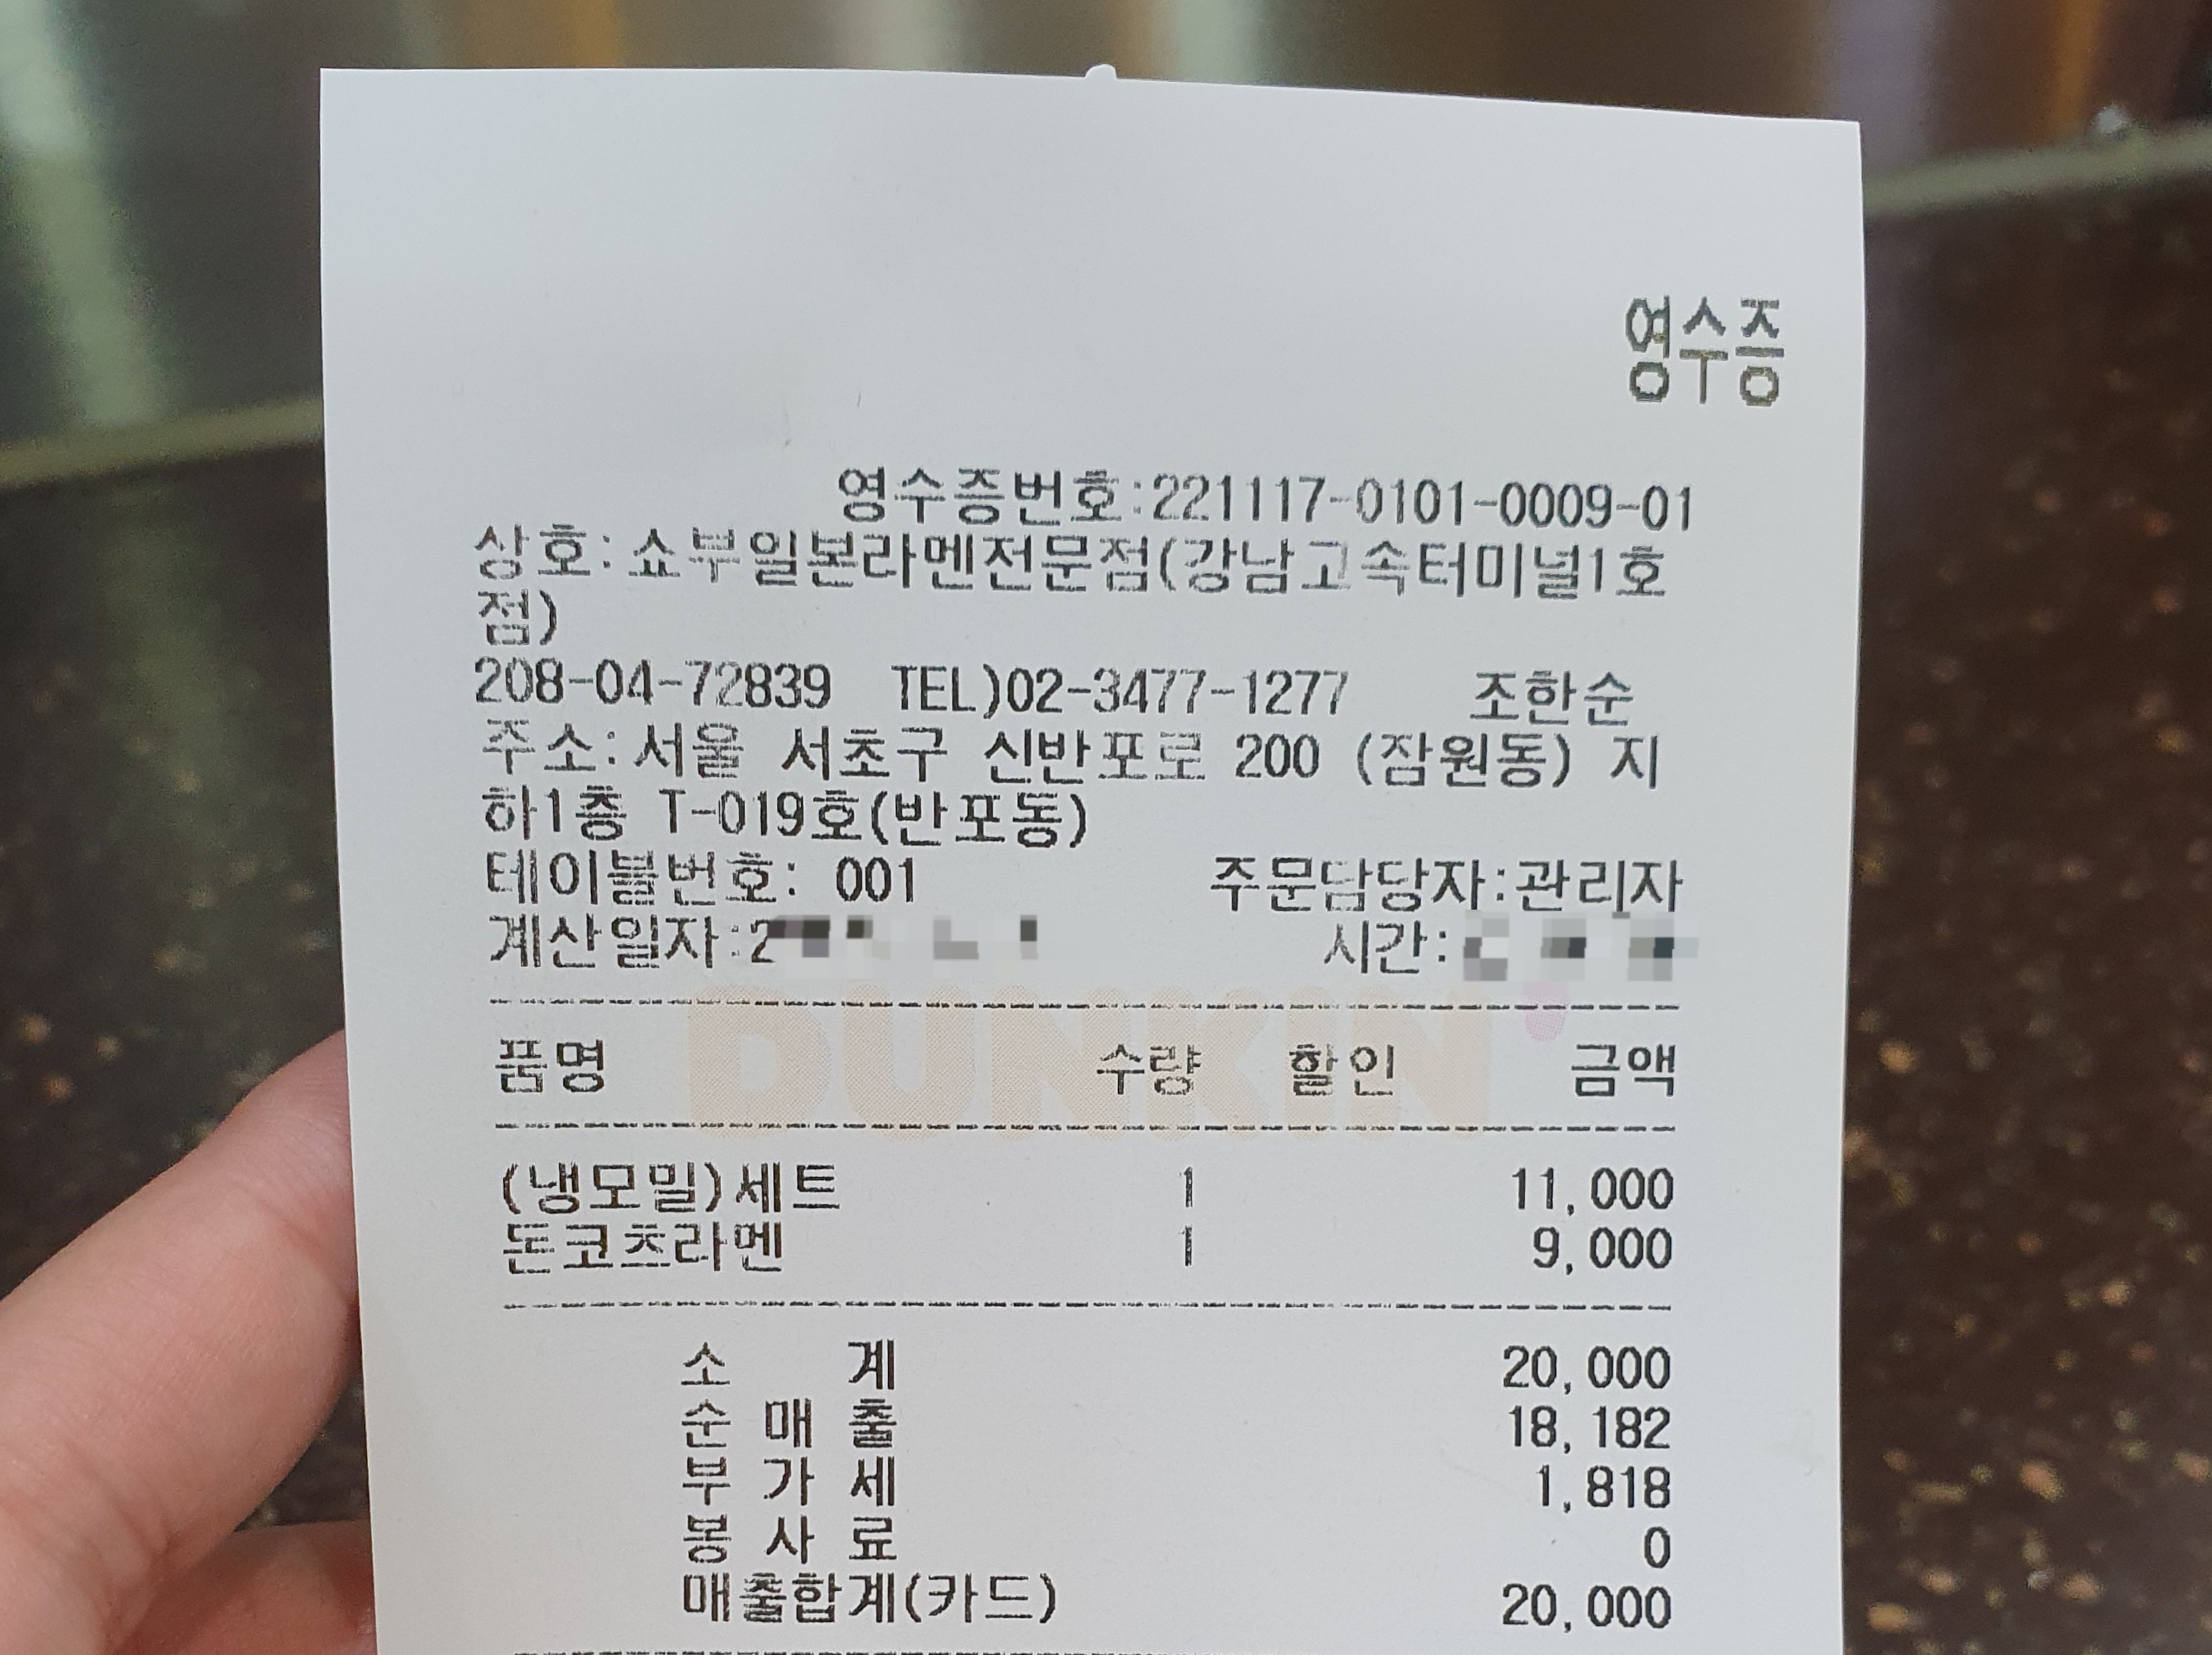 영수증
영수증번호:221117-0101-0009-01
상호:쇼부일본라멘전문점(강남고속터미널1호
점)
208-04-72839 TEL)02-3477-1277 조한순
주소:서울 서초구 신반포로 200 (잠원동) 지
하1층 T-019호(반포동)
테이블번호: 001 주문담당자:관리자
계산일자:2 시간:
DUNKIN'
품명 수량 할인 금액
(냉모밀)세트 1 11,000
돈코츠라멘 1 9,000
소 계 20,000
순 매 출 18,182
부 가 세 1,818
봉 사 료 0
매출합계(카드) 20,000